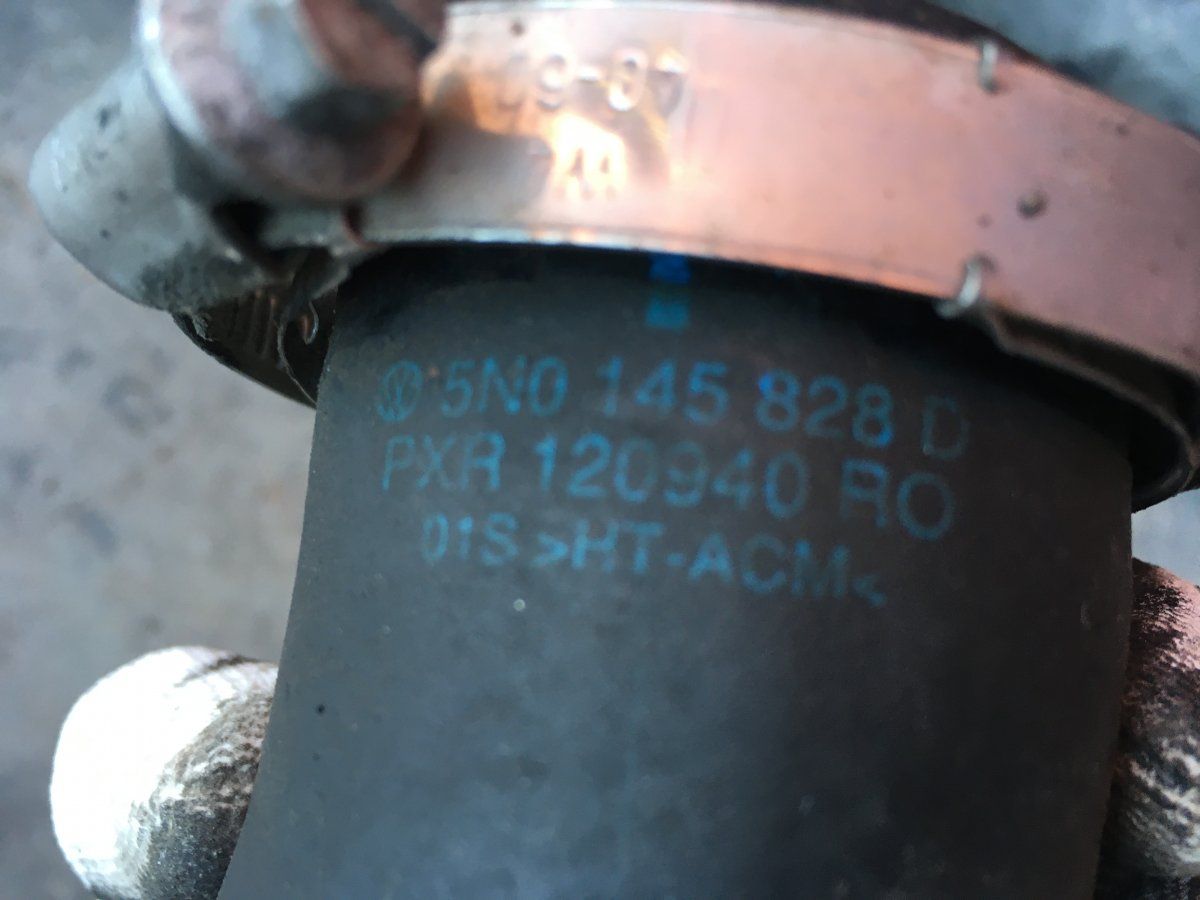 5N0 145 828 D
PXR 120940 RO
01S >HT-ACM<